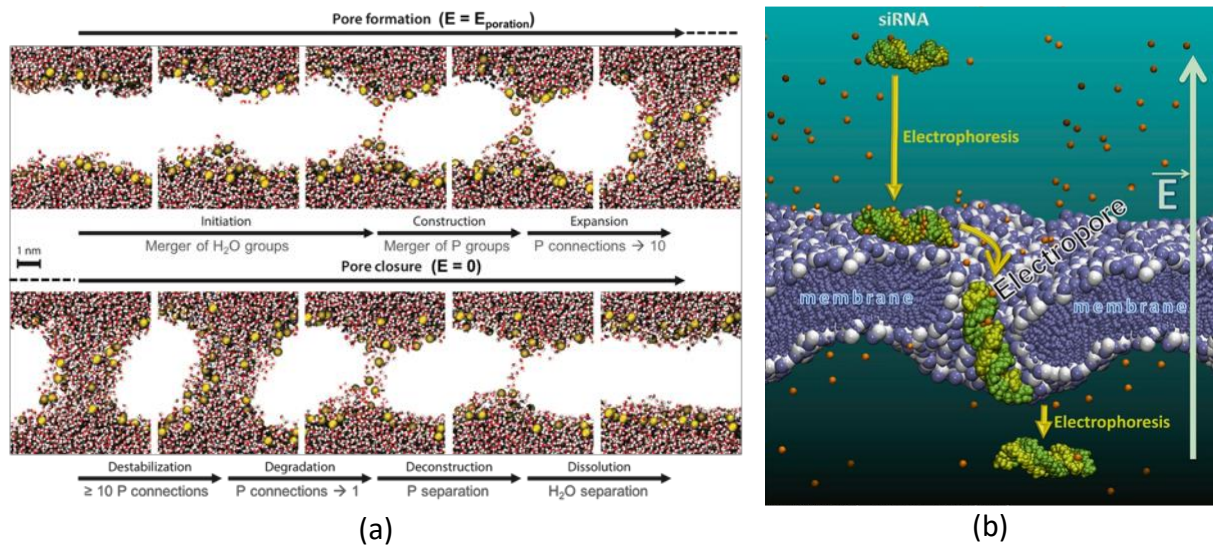 Pore formation (E = Eporation)
Initiation
Construction
Expansion
Merger of H2O groups
Merger of P groups
P connections → 10
1 nm
Pore closure (E = 0)
Destabilization
Degradation
Deconstruction
Dissolution
≥ 10 P connections
P connections → 1
P separation
H2O separation
(a)
siRNA
Electrophoresis
E
Electropore
membrane
membrane
Electrophoresis
(b)